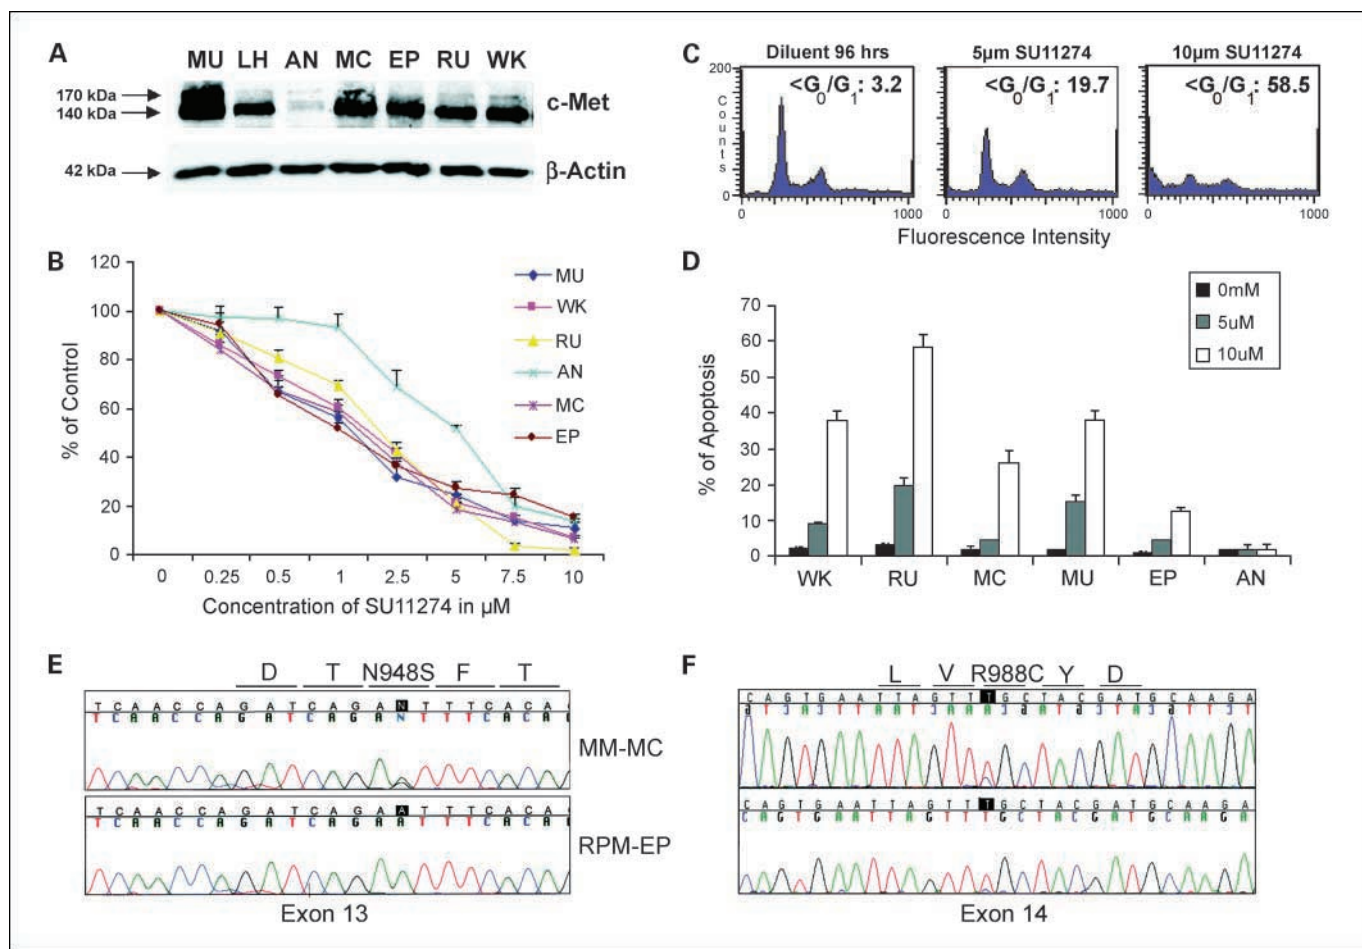 A
MU LH AN MC EP RU WK
170 kDa
140 kDa
c-Met
42 kDa
β-Actin
B
120
100
80
60
40
20
0
% of Control
0 0.25 0.5 1 2.5 5 7.5 10
Concentration of SU11274 in µM
MU
WK
RU
AN
MC
EP
C
Diluent 96 hrs 5µm SU11274 10µm SU11274
200
Counts
0
<G0/G1: 3.2 <G0/G1: 19.7 <G0/G1: 58.5
0 1000 0 1000 0 1000
Fluorescence Intensity
D
0mM
5uM
10uM
70
60
50
40
30
20
10
0
% of Apoptosis
WK RU MC MU EP AN
E
D T N948S F T
T C A A C C A G A T C A G A N T T T C A C A
T C A A C C A G A T C A G A N T T T C A C A
MM-MC
T C A A C C A G A T C A G A A T T T C A C A
T C A A C C A G A T C A G A A T T T C A C A
RPM-EP
Exon 13
F
L V R988C Y D
C A G T G A A T T A G T T T G C T A C G A T G C A A G A
C A G T G A A T T A G T T T G C T A C G A T G C A A G A
C A G T G A A T T A G T T T G C T A C G A T G C A A G A
Exon 14